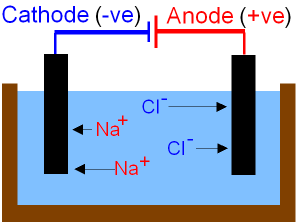 Cathode (-ve) Anode (+ve)
Cl⁻
Na⁺
Cl⁻
Na⁺